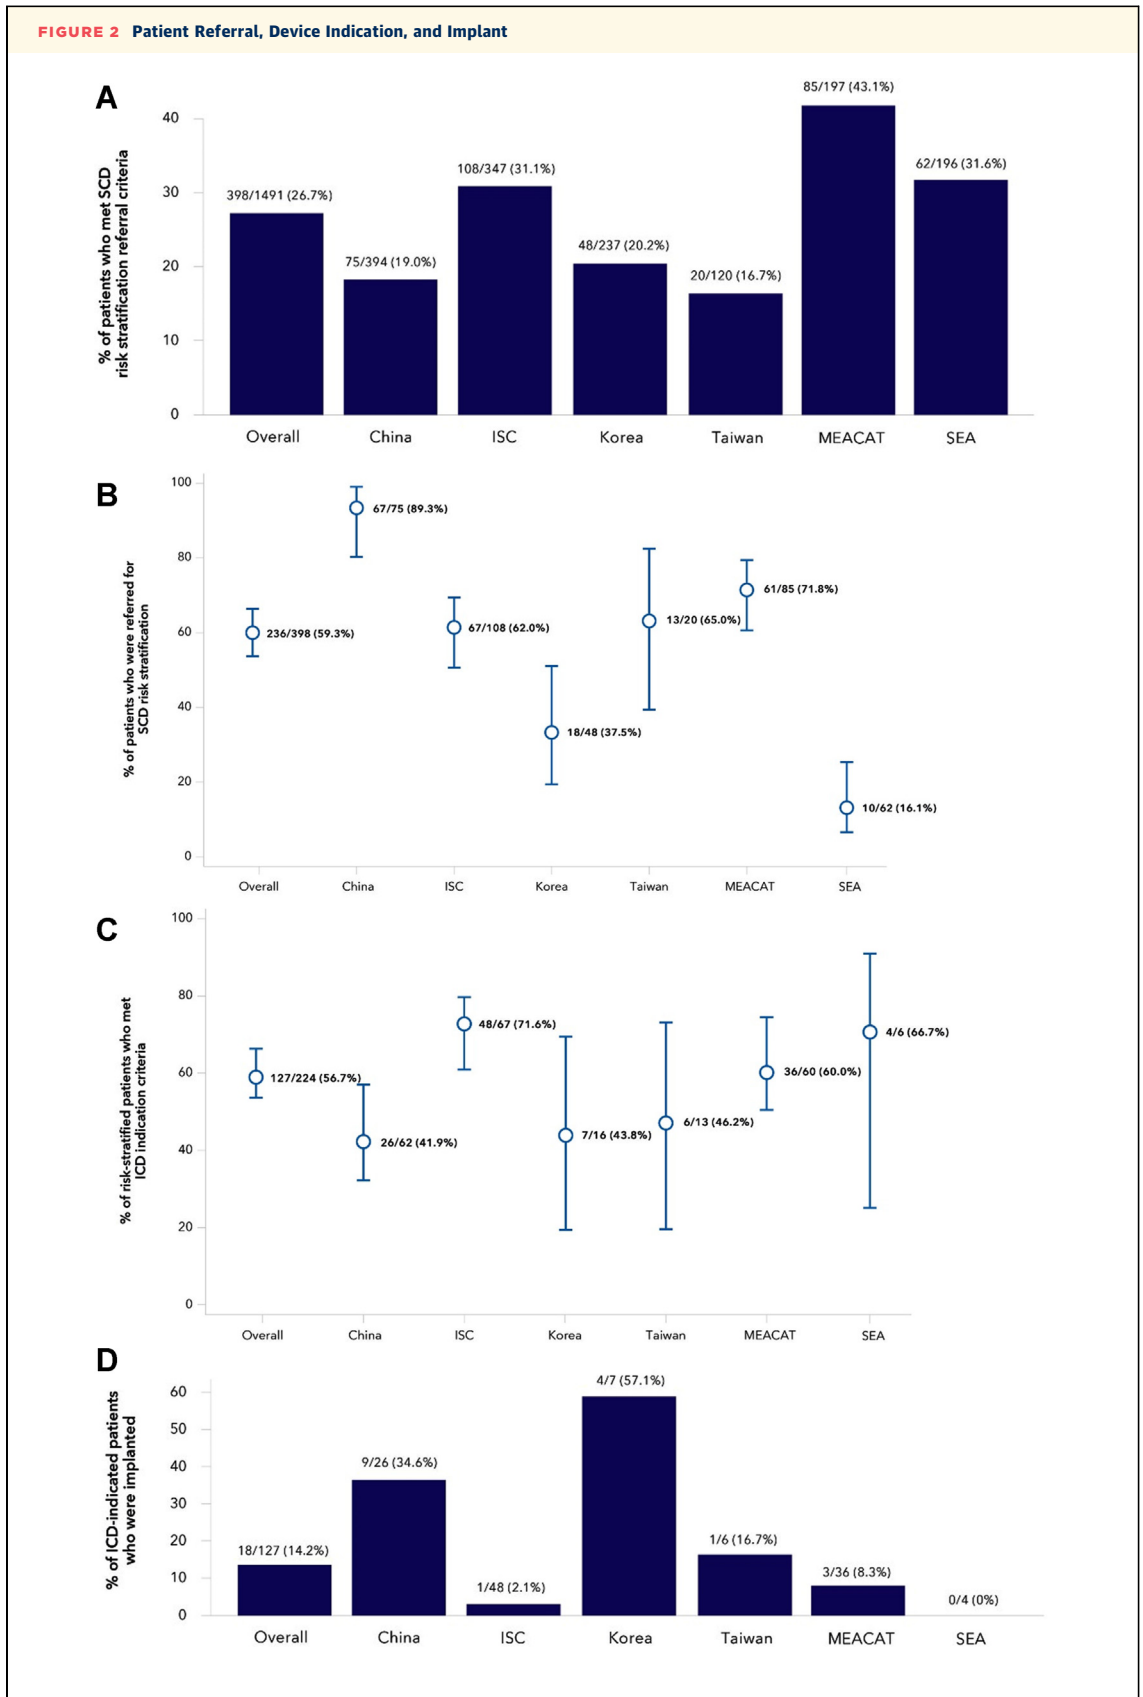 FIGURE 2 Patient Referral, Device Indication, and Implant
A
% of patients who met SCD
risk stratification referral criteria
40
30
20
10
0
398/1491 (26.7%)
75/394 (19.0%)
108/347 (31.1%)
48/237 (20.2%)
20/120 (16.7%)
85/197 (43.1%)
62/196 (31.6%)
Overall
China
ISC
Korea
Taiwan
MEACAT
SEA
B
% of patients who were referred for
SCD risk stratification
100
80
60
40
20
0
236/398 (59.3%)
67/75 (89.3%)
67/108 (62.0%)
18/48 (37.5%)
13/20 (65.0%)
61/85 (71.8%)
10/62 (16.1%)
Overall
China
ISC
Korea
Taiwan
MEACAT
SEA
C
% of risk-stratified patients who met
ICD indication criteria
100
80
60
40
20
0
127/224 (56.7%)
26/62 (41.9%)
48/67 (71.6%)
7/16 (43.8%)
6/13 (46.2%)
36/60 (60.0%)
4/6 (66.7%)
Overall
China
ISC
Korea
Taiwan
MEACAT
SEA
D
% of ICD-indicated patients
who were implanted
60
50
40
30
20
10
0
18/127 (14.2%)
9/26 (34.6%)
1/48 (2.1%)
4/7 (57.1%)
1/6 (16.7%)
3/36 (8.3%)
0/4 (0%)
Overall
China
ISC
Korea
Taiwan
MEACAT
SEA